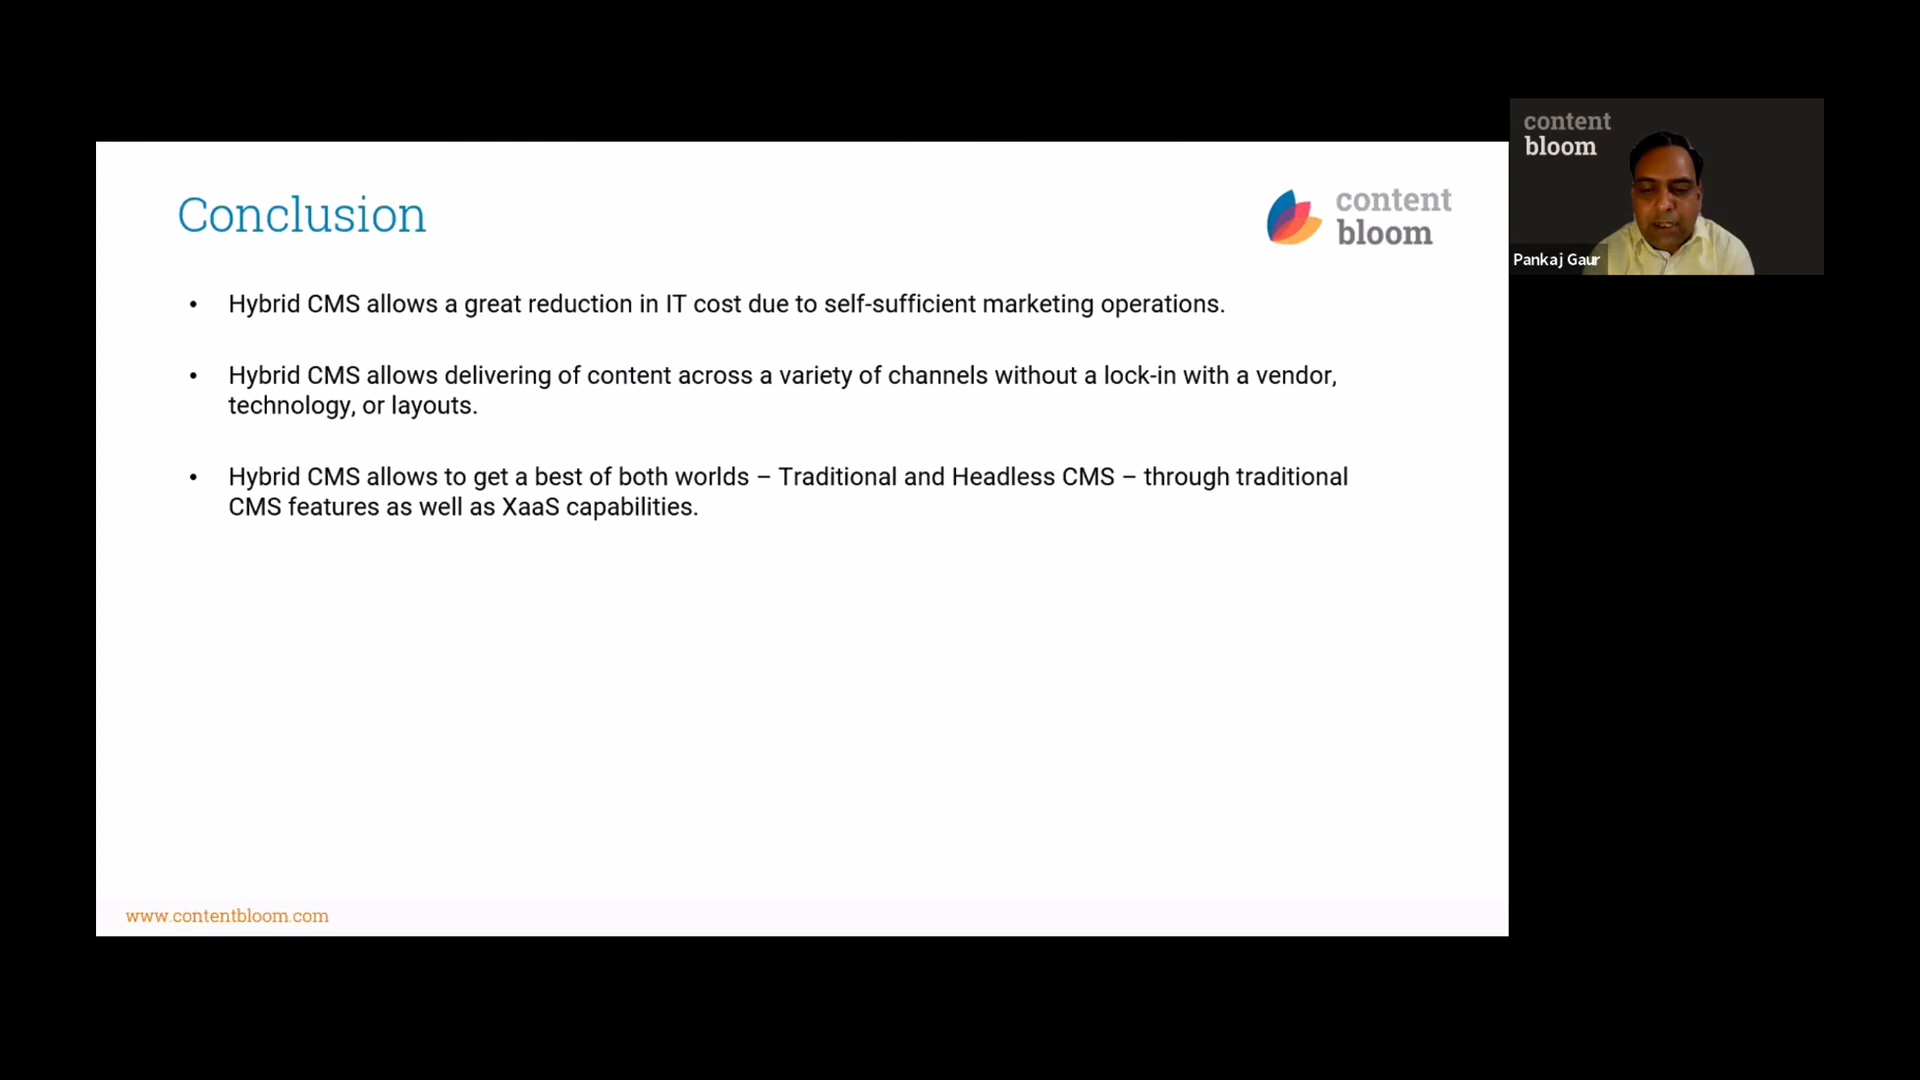 Conclusion
content
bloom
• Hybrid CMS allows a great reduction in IT cost due to self-sufficient marketing operations.
• Hybrid CMS allows delivering of content across a variety of channels without a lock-in with a vendor,
technology, or layouts.
• Hybrid CMS allows to get a best of both worlds – Traditional and Headless CMS – through traditional
CMS features as well as XaaS capabilities.
www.contentbloom.com
content
bloom
Pankaj Gaur